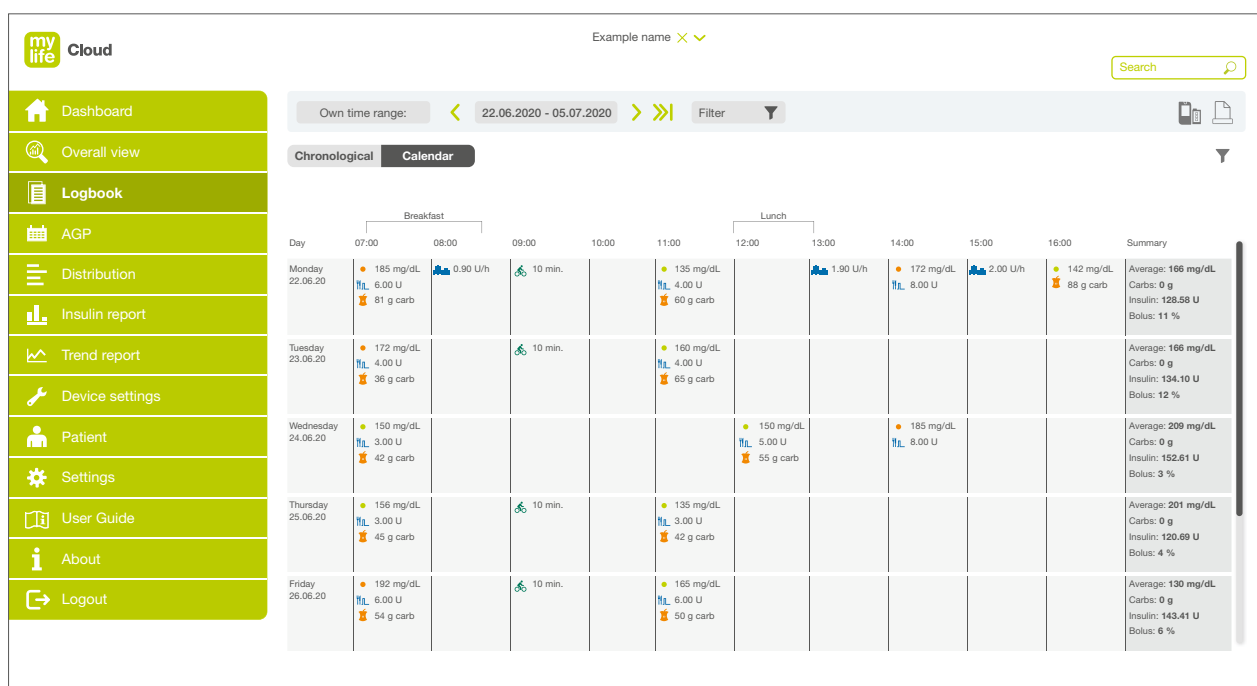 my
life
Cloud
Example name
Search
Dashboard
Overall view
Logbook
AGP
Distribution
Insulin report
Trend report
Device settings
Patient
Settings
User Guide
About
Logout
Own time range:
22.06.2020 - 05.07.2020
Filter
Chronological
Calendar
Breakfast
Lunch
Day 07:00 08:00 09:00 10:00 11:00 12:00 13:00 14:00 15:00 16:00 Summary
Monday
22.06.20
185 mg/dL
6.00 U
81 g carb
0.90 U/h
10 min.
135 mg/dL
4.00 U
60 g carb
1.90 U/h
172 mg/dL
8.00 U
2.00 U/h
142 mg/dL
88 g carb
Average: 166 mg/dL
Carbs: 0 g
Insulin: 128.58 U
Bolus: 11 %
Tuesday
23.06.20
172 mg/dL
4.00 U
36 g carb
10 min.
160 mg/dL
4.00 U
65 g carb
Average: 166 mg/dL
Carbs: 0 g
Insulin: 134.10 U
Bolus: 12 %
Wednesday
24.06.20
150 mg/dL
3.00 U
42 g carb
150 mg/dL
5.00 U
55 g carb
185 mg/dL
8.00 U
Average: 209 mg/dL
Carbs: 0 g
Insulin: 152.61 U
Bolus: 3 %
Thursday
25.06.20
156 mg/dL
3.00 U
45 g carb
10 min.
135 mg/dL
3.00 U
42 g carb
Average: 201 mg/dL
Carbs: 0 g
Insulin: 120.69 U
Bolus: 4 %
Friday
26.06.20
192 mg/dL
6.00 U
54 g carb
10 min.
165 mg/dL
6.00 U
50 g carb
Average: 130 mg/dL
Carbs: 0 g
Insulin: 143.41 U
Bolus: 6 %